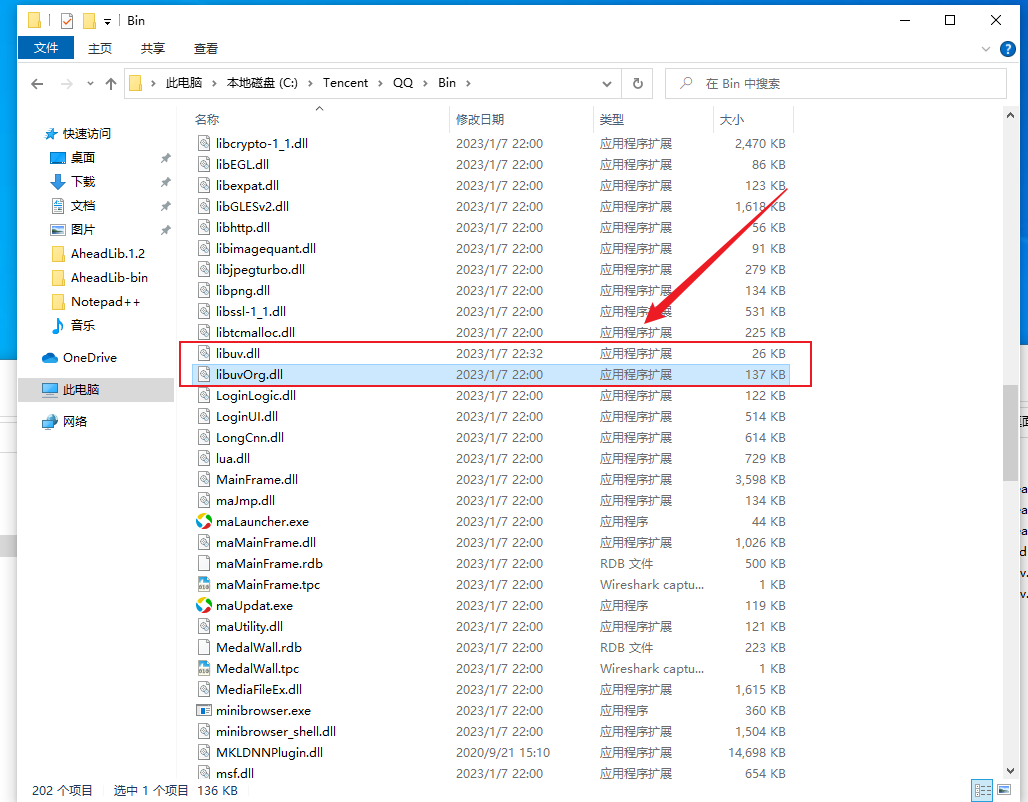 Bin
文件 主页 共享 查看
此电脑 本地磁盘 (C:) Tencent QQ Bin 在 Bin 中搜索
快速访问
桌面
下载
文档
图片
AheadLib.1.2
AheadLib-bin
Notepad++
音乐
OneDrive
此电脑
网络
名称 修改日期 类型 大小
libcrypto-1_1.dll 2023/1/7 22:00 应用程序扩展 2,470 KB
libEGL.dll 2023/1/7 22:00 应用程序扩展 86 KB
libexpat.dll 2023/1/7 22:00 应用程序扩展 123 KB
libGLESv2.dll 2023/1/7 22:00 应用程序扩展 1,618 KB
libhttp.dll 2023/1/7 22:00 应用程序扩展 56 KB
libimagequant.dll 2023/1/7 22:00 应用程序扩展 91 KB
libjpegturbo.dll 2023/1/7 22:00 应用程序扩展 279 KB
libpng.dll 2023/1/7 22:00 应用程序扩展 134 KB
libssl-1_1.dll 2023/1/7 22:00 应用程序扩展 531 KB
libtcmalloc.dll 2023/1/7 22:00 应用程序扩展 225 KB
libuv.dll 2023/1/7 22:32 应用程序扩展 26 KB
libuvOrg.dll 2023/1/7 22:00 应用程序扩展 137 KB
LoginLogic.dll 2023/1/7 22:00 应用程序扩展 122 KB
LoginUI.dll 2023/1/7 22:00 应用程序扩展 514 KB
LongCnn.dll 2023/1/7 22:00 应用程序扩展 614 KB
lua.dll 2023/1/7 22:00 应用程序扩展 729 KB
MainFrame.dll 2023/1/7 22:00 应用程序扩展 3,598 KB
maJmp.dll 2023/1/7 22:00 应用程序扩展 134 KB
maLauncher.exe 2023/1/7 22:00 应用程序 44 KB
maMainFrame.dll 2023/1/7 22:00 应用程序扩展 1,026 KB
maMainFrame.rdb 2023/1/7 22:00 RDB 文件 500 KB
maMainFrame.tpc 2023/1/7 22:00 Wireshark captu... 1 KB
maUpdat.exe 2023/1/7 22:00 应用程序 119 KB
maUtility.dll 2023/1/7 22:00 应用程序扩展 121 KB
MedalWall.rdb 2023/1/7 22:00 RDB 文件 223 KB
MedalWall.tpc 2023/1/7 22:00 Wireshark captu... 1 KB
MediaFileEx.dll 2023/1/7 22:00 应用程序扩展 1,615 KB
minibrowser.exe 2023/1/7 22:00 应用程序 360 KB
minibrowser_shell.dll 2023/1/7 22:00 应用程序扩展 1,504 KB
MKLDNNPlugin.dll 2020/9/21 15:10 应用程序扩展 14,698 KB
msf.dll 2023/1/7 22:00 应用程序扩展 654 KB
202 个项目 选中 1 个项目 136 KB